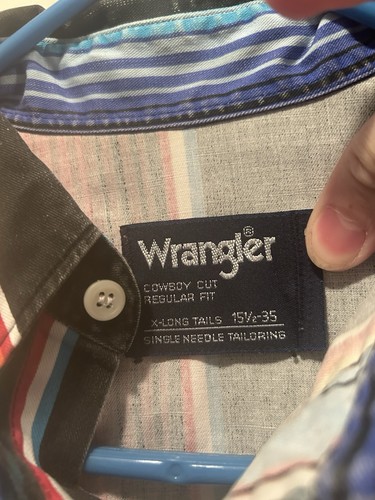 Wrangler®
COWBOY CUT
REGULAR FIT
X-LONG TAILS 15½-35
SINGLE NEEDLE TAILORING